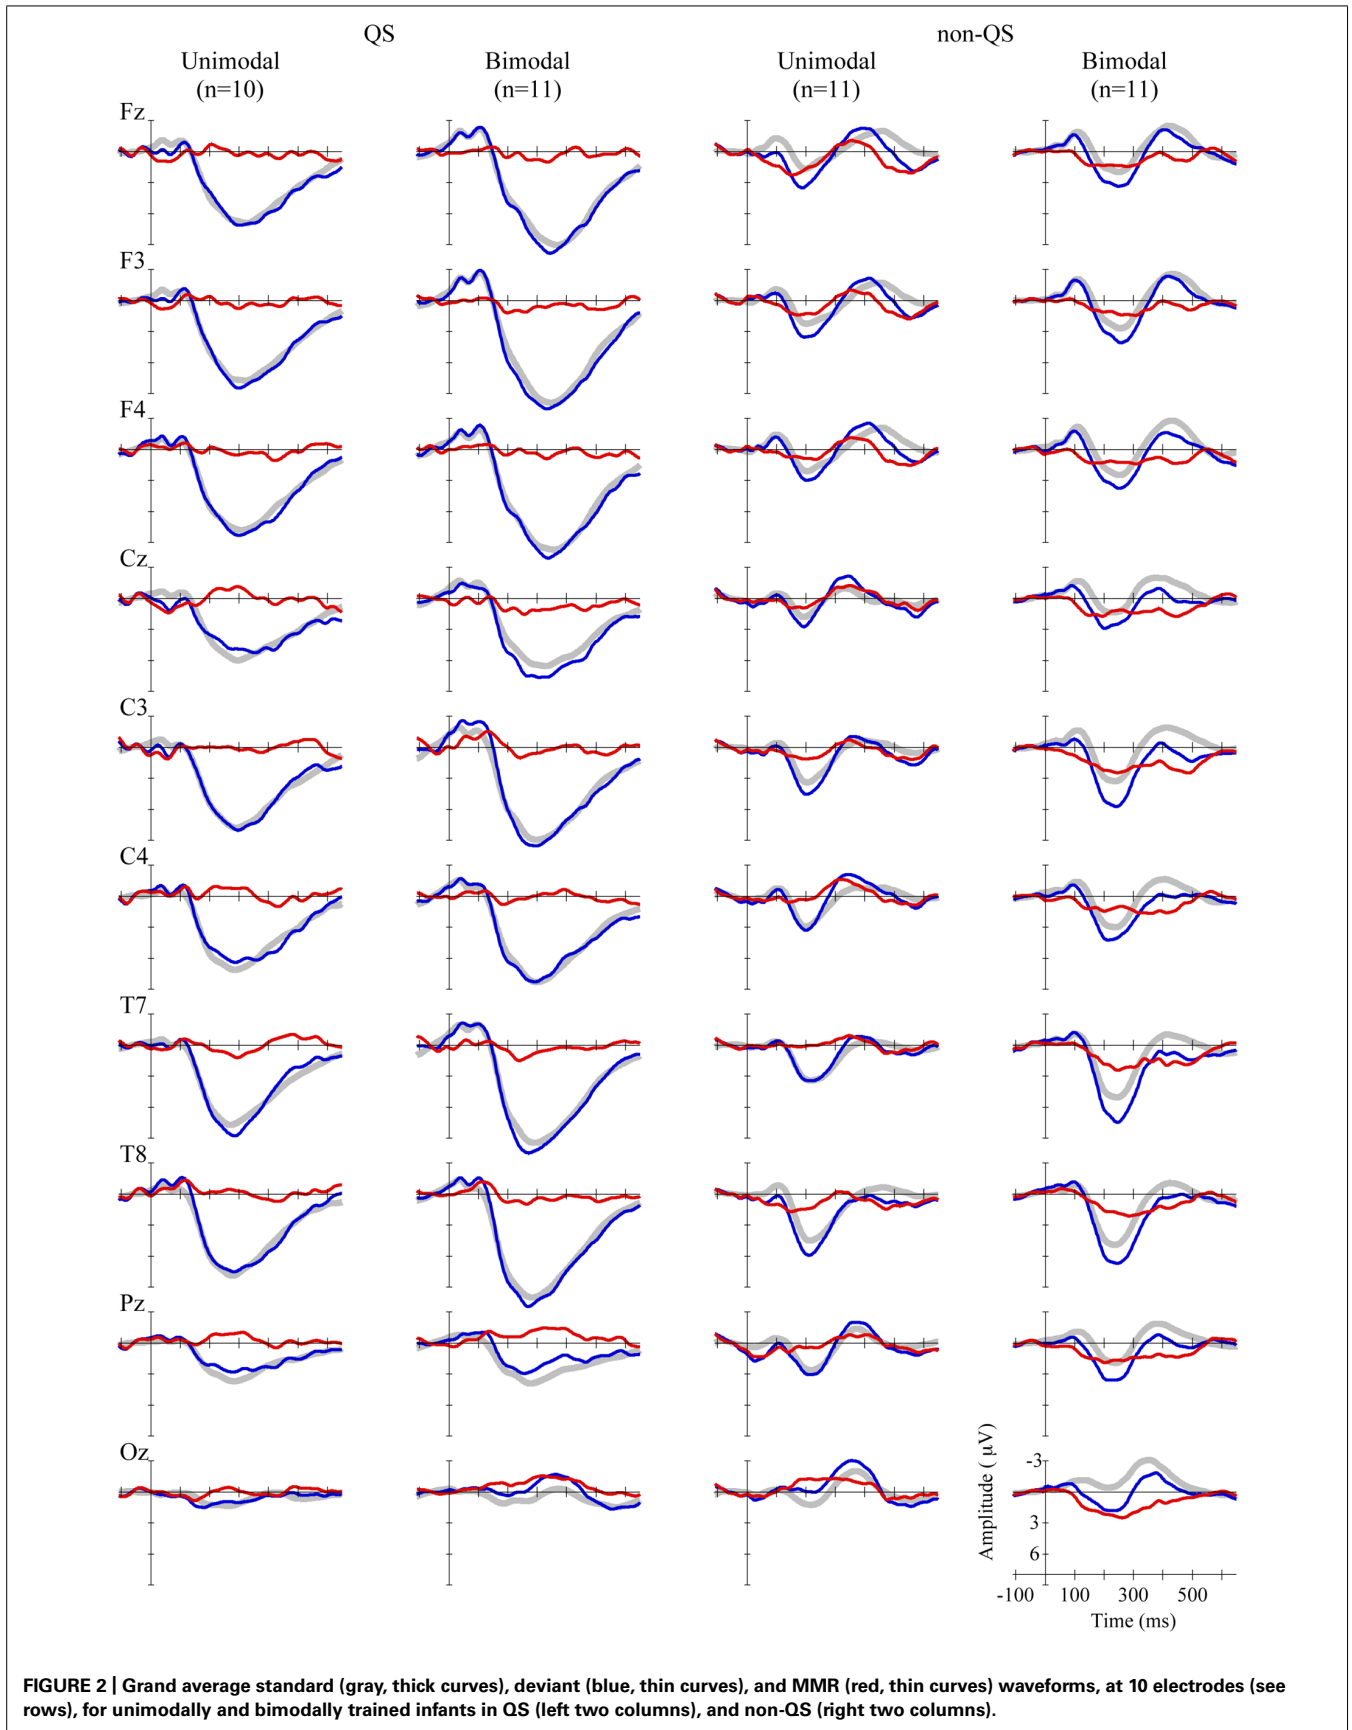 QS
non-QS
Unimodal
(n=10)
Bimodal
(n=11)
Unimodal
(n=11)
Bimodal
(n=11)
Fz
F3
F4
Cz
C3
C4
T7
T8
Pz
Oz
Amplitude ( μV)
-3
3
6
-100 100 300 500
Time (ms)
FIGURE 2 | Grand average standard (gray, thick curves), deviant (blue, thin curves), and MMR (red, thin curves) waveforms, at 10 electrodes (see
rows), for unimodally and bimodally trained infants in QS (left two columns), and non-QS (right two columns).